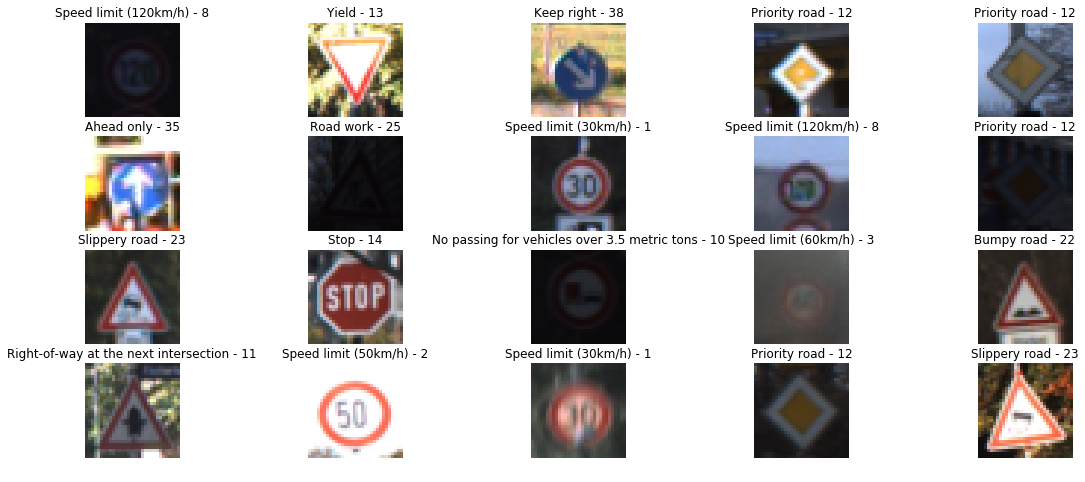 Speed limit (120km/h) - 8
Yield - 13
Keep right - 38
Priority road - 12
Priority road - 12
120
Ahead only - 35
Road work - 25
Speed limit (30km/h) - 1
Speed limit (120km/h) - 8
Priority road - 12
30
Slippery road - 23
Stop - 14
No passing for vehicles over 3.5 metric tons - 10
Speed limit (60km/h) - 3
Bumpy road - 22
STOP
Right-of-way at the next intersection - 11
Speed limit (50km/h) - 2
Speed limit (30km/h) - 1
Priority road - 12
Slippery road - 23
50
30